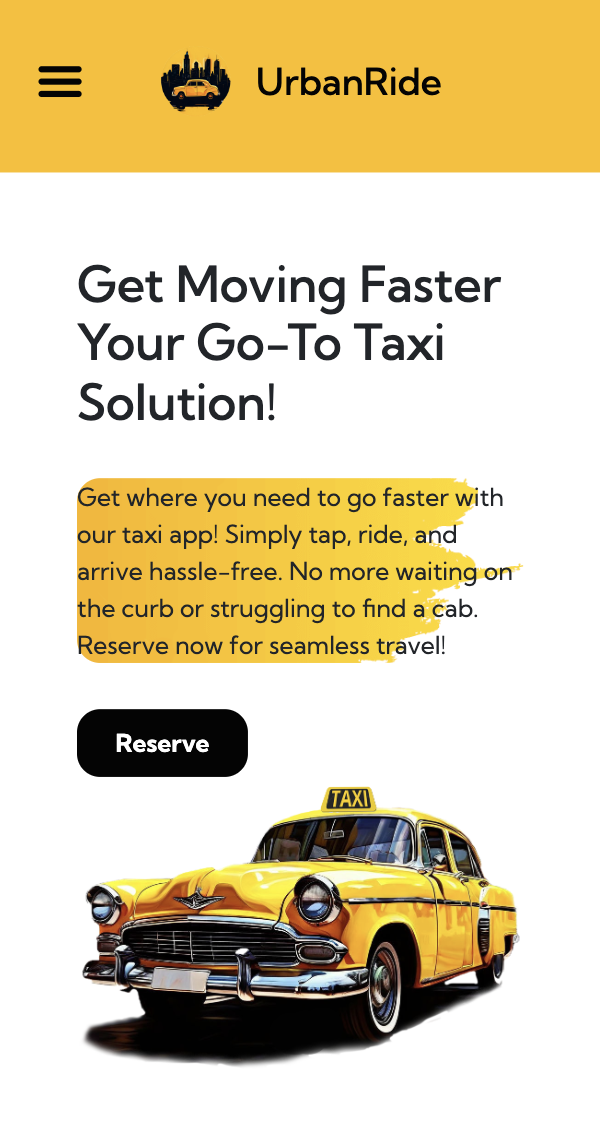 UrbanRide
Get Moving Faster
Your Go-To Taxi
Solution!
Get where you need to go faster with
our taxi app! Simply tap, ride, and
arrive hassle-free. No more waiting on
the curb or struggling to find a cab.
Reserve now for seamless travel!
Reserve
TAXI